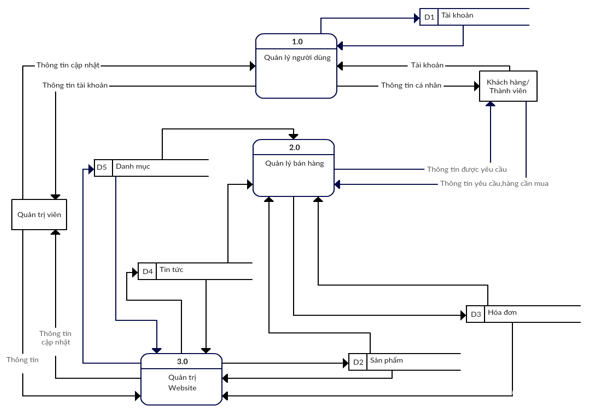 D1 Tài khoản
1.0
Quản lý người dùng
Thông tin cập nhật
Tài khoản
Thông tin tài khoản
Thông tin cá nhân
Khách hàng/
Thành viên
2.0
Quản lý bán hàng
D5 Danh mục
Thông tin được yêu cầu
Thông tin yêu cầu,hàng cần mua
Quản trị viên
D4 Tin tức
D3 Hóa đơn
Thông tin
cập nhật
Thông tin
3.0
Quản trị
Website
D2 Sản phẩm